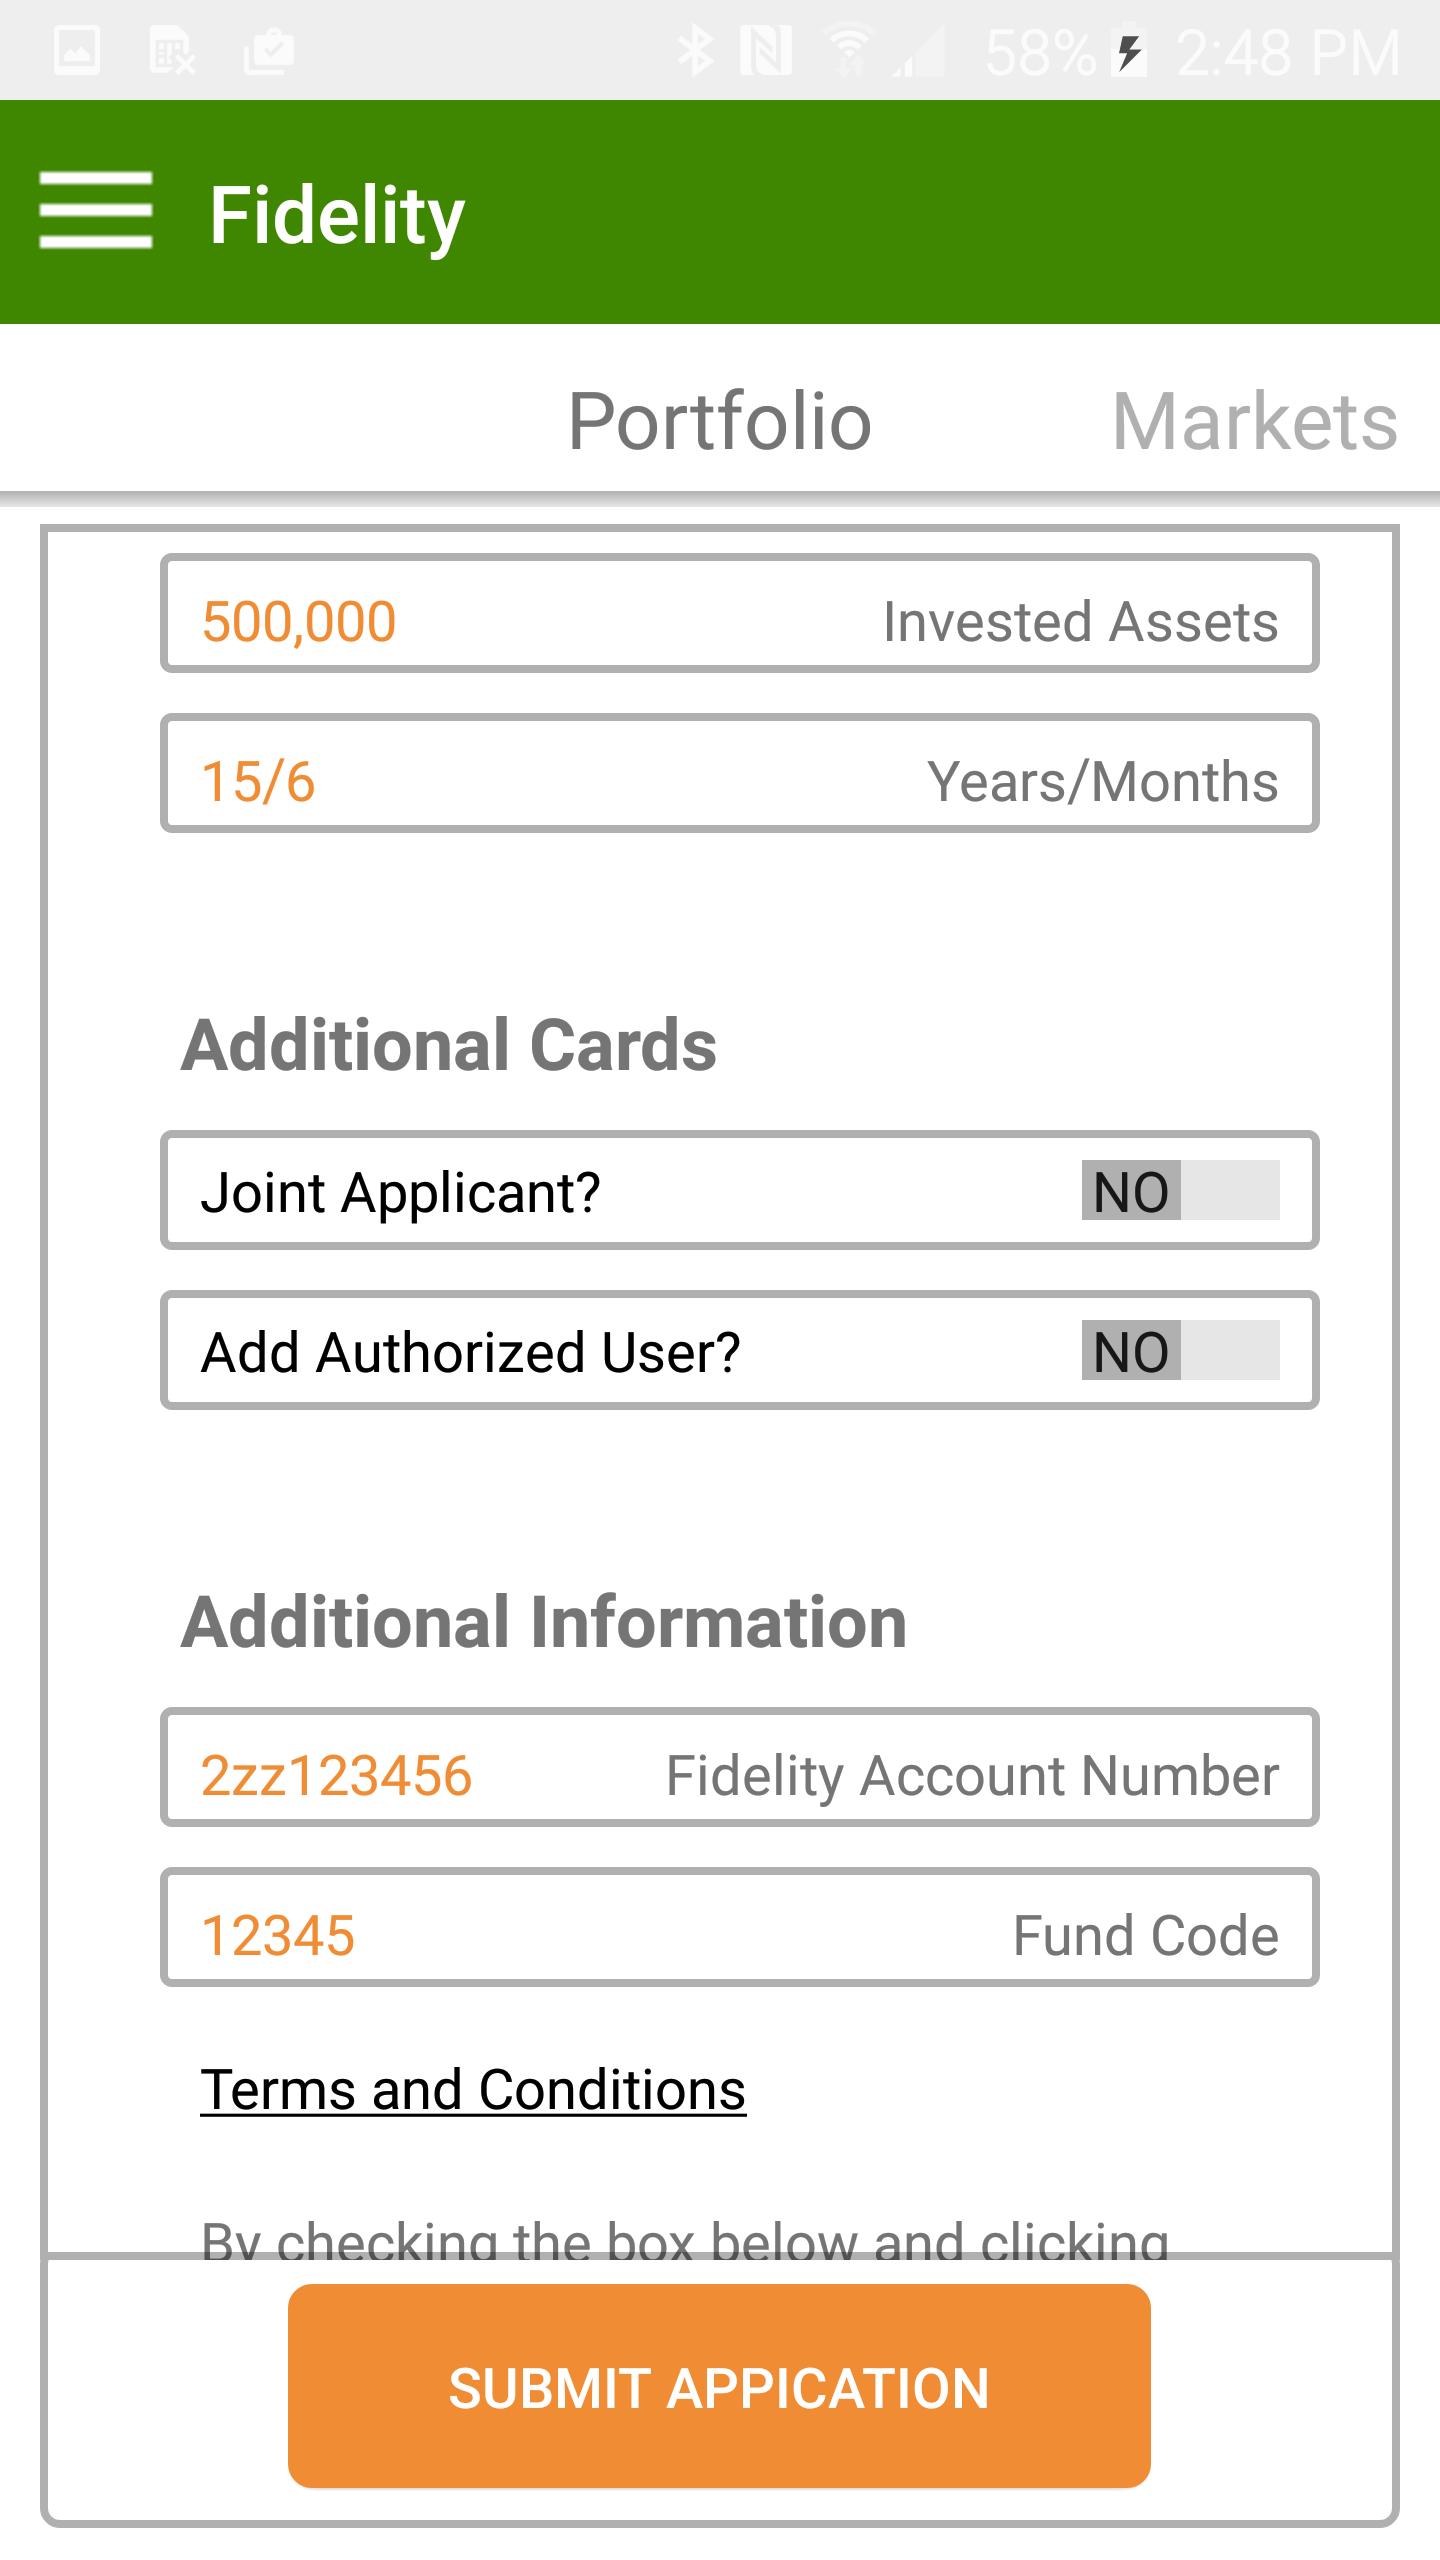 58% 2:48 PM
Fidelity
Portfolio Markets
500,000 Invested Assets
15/6 Years/Months
Additional Cards
Joint Applicant? NO
Add Authorized User? NO
Additional Information
2zz123456 Fidelity Account Number
12345 Fund Code
Terms and Conditions
By checking the box below and clicking
SUBMIT APPICATION